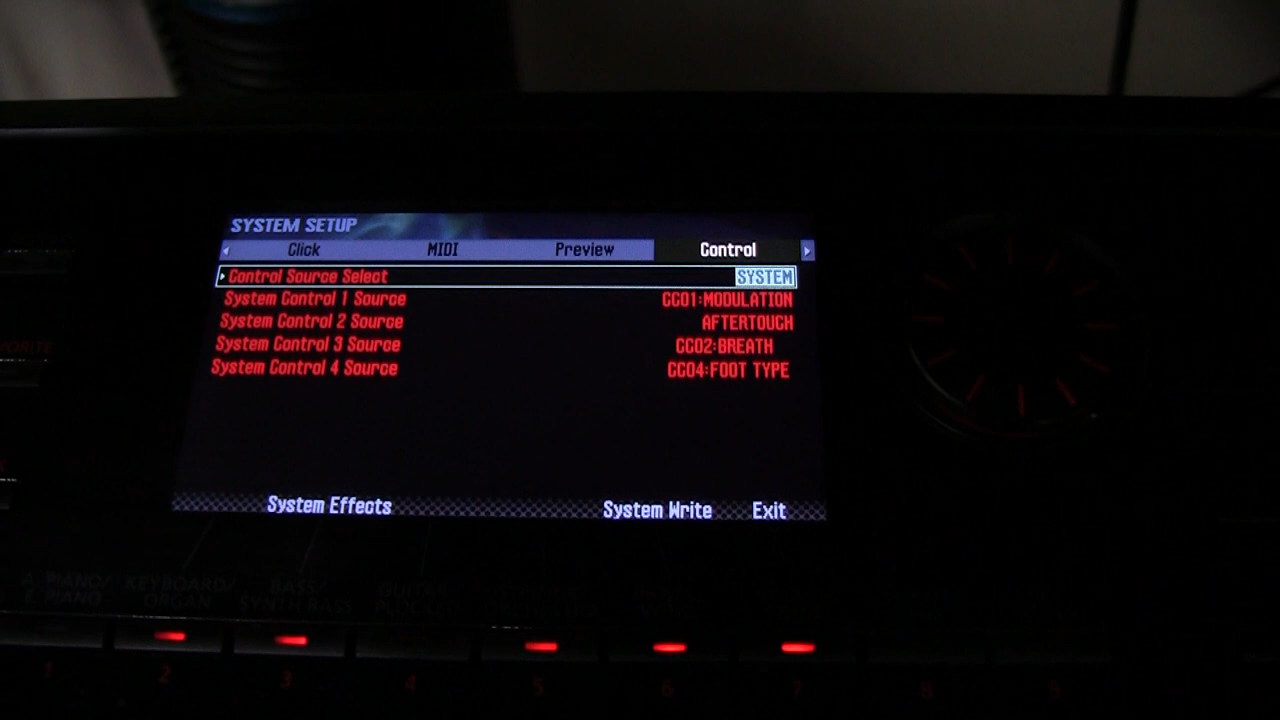 SYSTEM SETUP
Click MIDI Preview Control
Control Source Select SYSTEM
System Control 1 Source CC01:MODULATION
System Control 2 Source AFTERTOUCH
System Control 3 Source CC02:BREATH
System Control 4 Source CC04:FOOT TYPE
System Effects System Write Exit
A. PIANO/ KEYBOARD/ BASS/ GUITAR
E. PIANO ORGAN SYNTH BASS
1 2 3 4 5 6 7 8 9